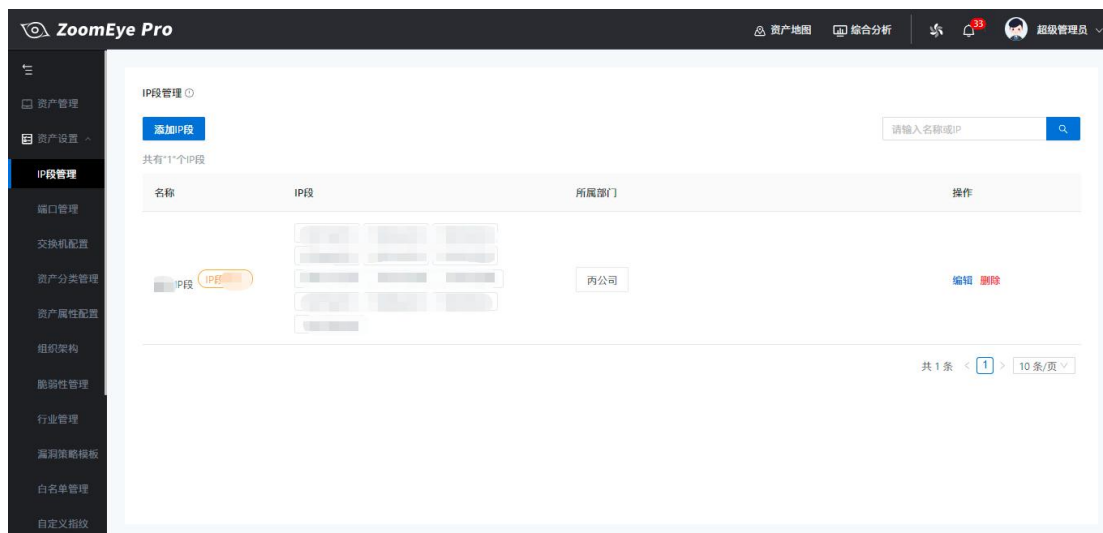 ZoomEye Pro
资产地图 综合分析 33 超级管理员
资产管理
资产设置
IP段管理
端口管理
交换机配置
资产分类管理
资产属性配置
组织架构
脆弱性管理
行业管理
漏洞策略模板
白名单管理
自定义指纹
IP段管理
添加IP段
请输入名称或IP
共有"1"个IP段
名称 IP段 所属部门 操作
IP段 IP段 丙公司 编辑 删除
共 1 条 < 1 > 10 条/页